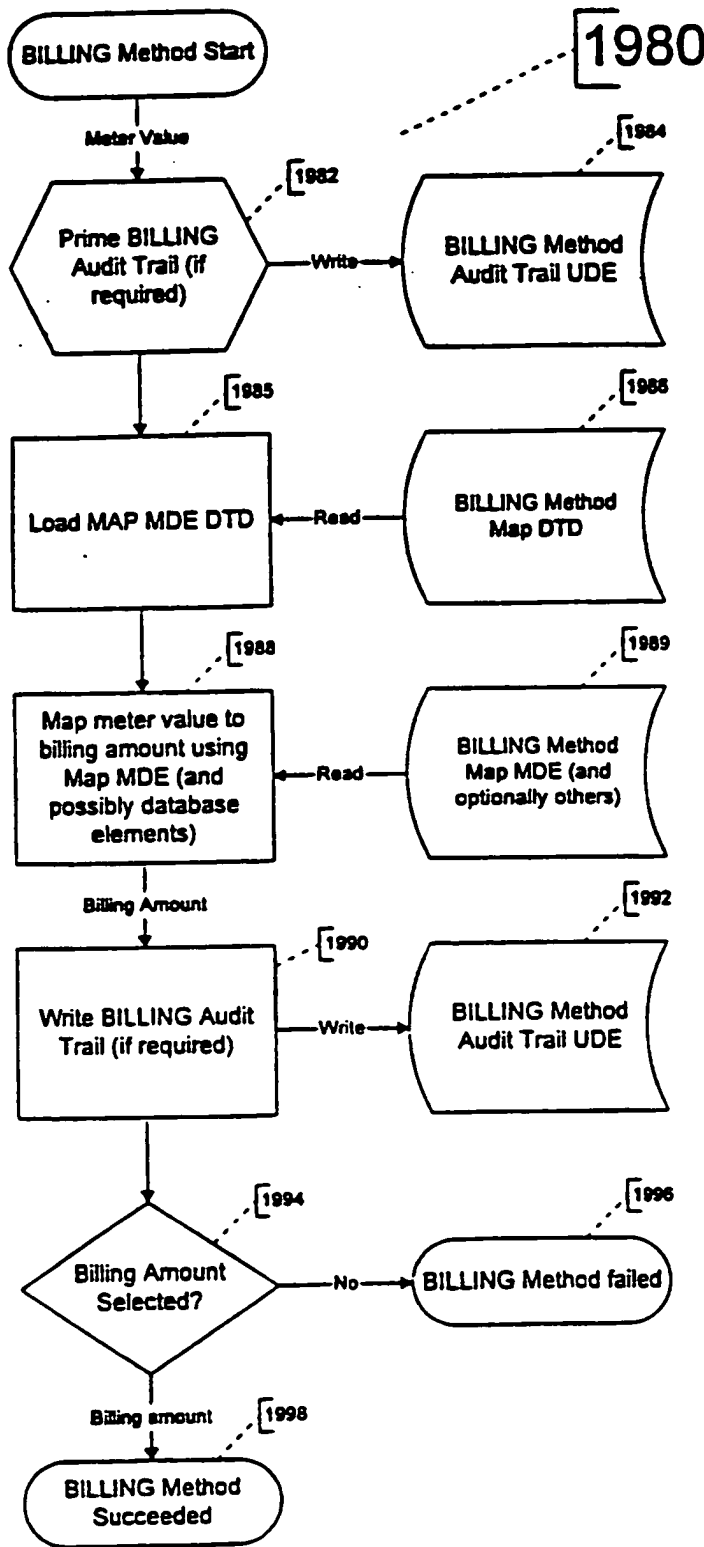 BILLING Method Start
1980
Meter Value
1982
1984
Prime BILLING
Audit Trail (if
required)
Write
BILLING Method
Audit Trail UDE
1985
1986
Load MAP MDE DTD
Read
BILLING Method
Map DTD
1988
1989
Map meter value to
billing amount using
Map MDE (and
possibly database
elements)
Read
BILLING Method
Map MDE (and
optionally others)
Billing Amount
1990
1992
Write BILLING Audit
Trail (if required)
Write
BILLING Method
Audit Trail UDE
1994
1996
Billing Amount
Selected?
No
BILLING Method failed
Billing amount
1998
BILLING Method
Succeeded